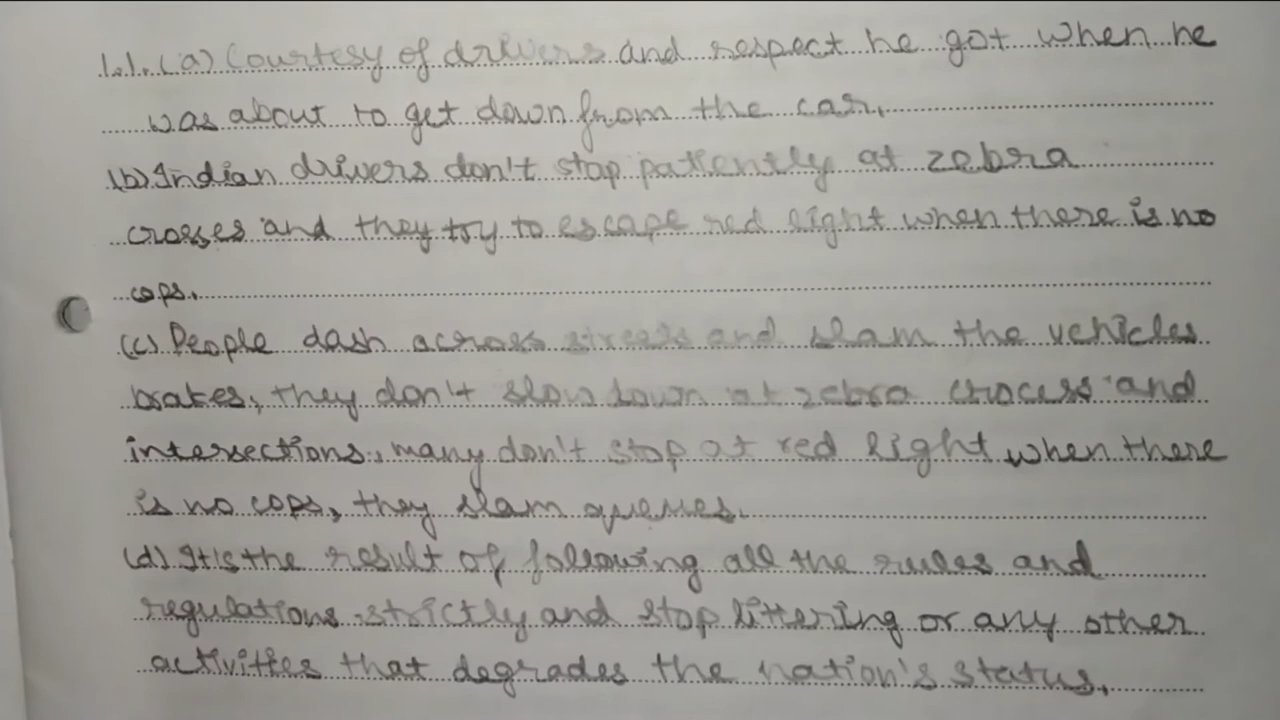 1.1.(a) Courtesy of drivers and respect he got when he
was about to get down from the car.
(b) Indian drivers don't stop patiently at zebra
crosses and they try to escape red light when there is no
cops.
(c) People dash across streets and slam the vehicles
brakes, they don't slow down at zebra crocess and
intersections, many don't stop at red light when there
is no cops, they slam queues.
(d) It is the result of following all the rules and
regulations strictly and stop littering or any other
activities that degrades the nation's status.